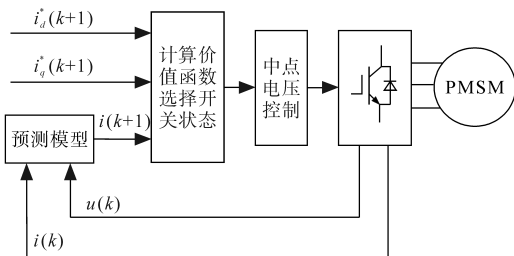 i*d(k+1)
i*q(k+1)
i(k+1)
预测模型
计算价
值函数
选择开
关状态
中点
电压
控制
PMSM
u(k)
i(k)